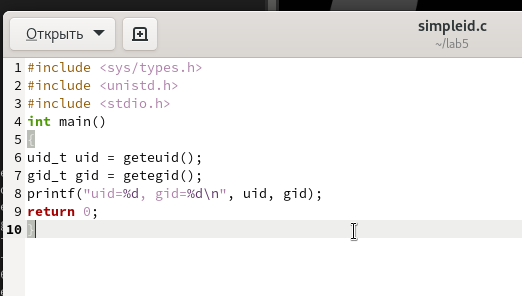 Открыть
simpleid.c
~/lab5
1 #include <sys/types.h>
2 #include <unistd.h>
3 #include <stdio.h>
4 int main()
5 {
6 uid_t uid = geteuid();
7 gid_t gid = getegid();
8 printf("uid=%d, gid=%d\n", uid, gid);
9 return 0;
10 }